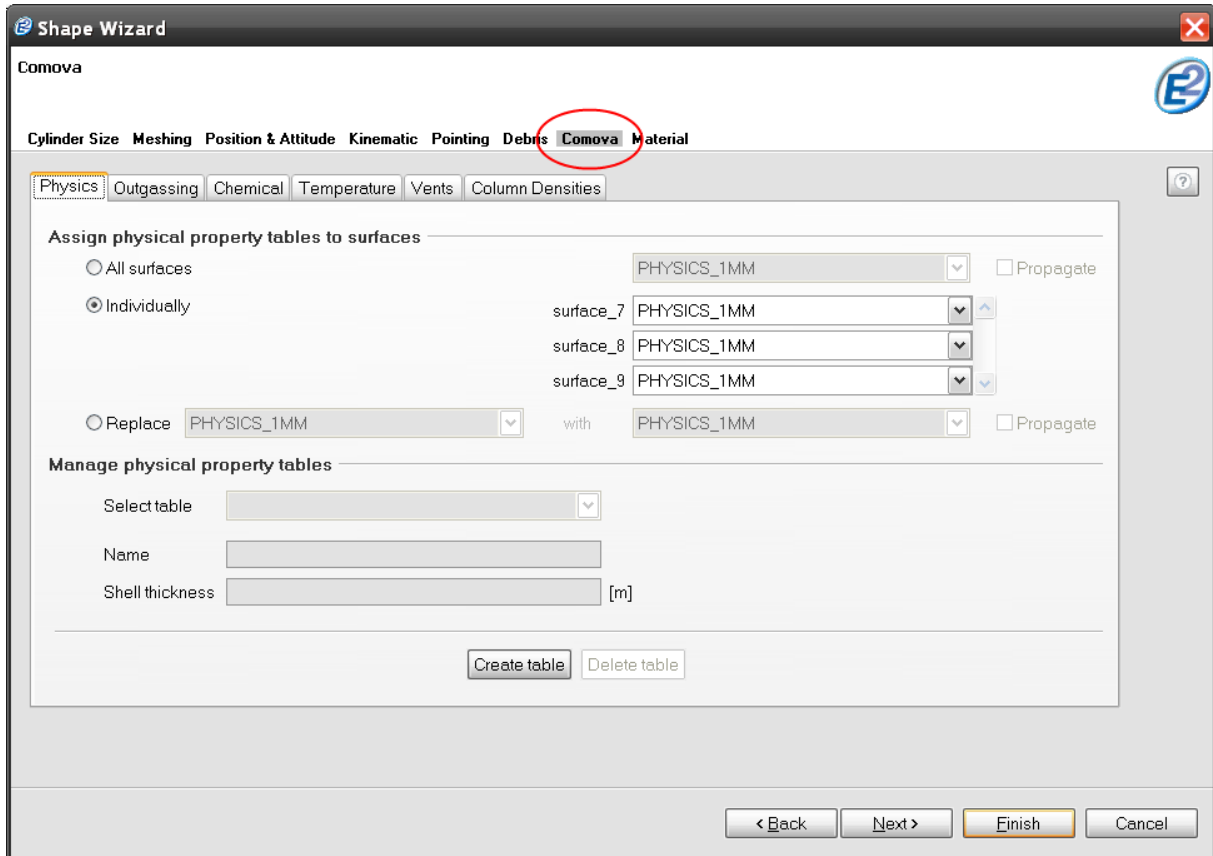 Shape Wizard
Comova
E2
Cylinder Size Meshing Position & Attitude Kinematic Pointing Debris Comova Material
Physics Outgassing Chemical Temperature Vents Column Densities
?
Assign physical property tables to surfaces
All surfaces PHYSICS_1MM Propagate
Individually
surface_7 PHYSICS_1MM
surface_8 PHYSICS_1MM
surface_9 PHYSICS_1MM
Replace PHYSICS_1MM with PHYSICS_1MM Propagate
Manage physical property tables
Select table
Name
Shell thickness [m]
Create table Delete table
< Back Next > Finish Cancel